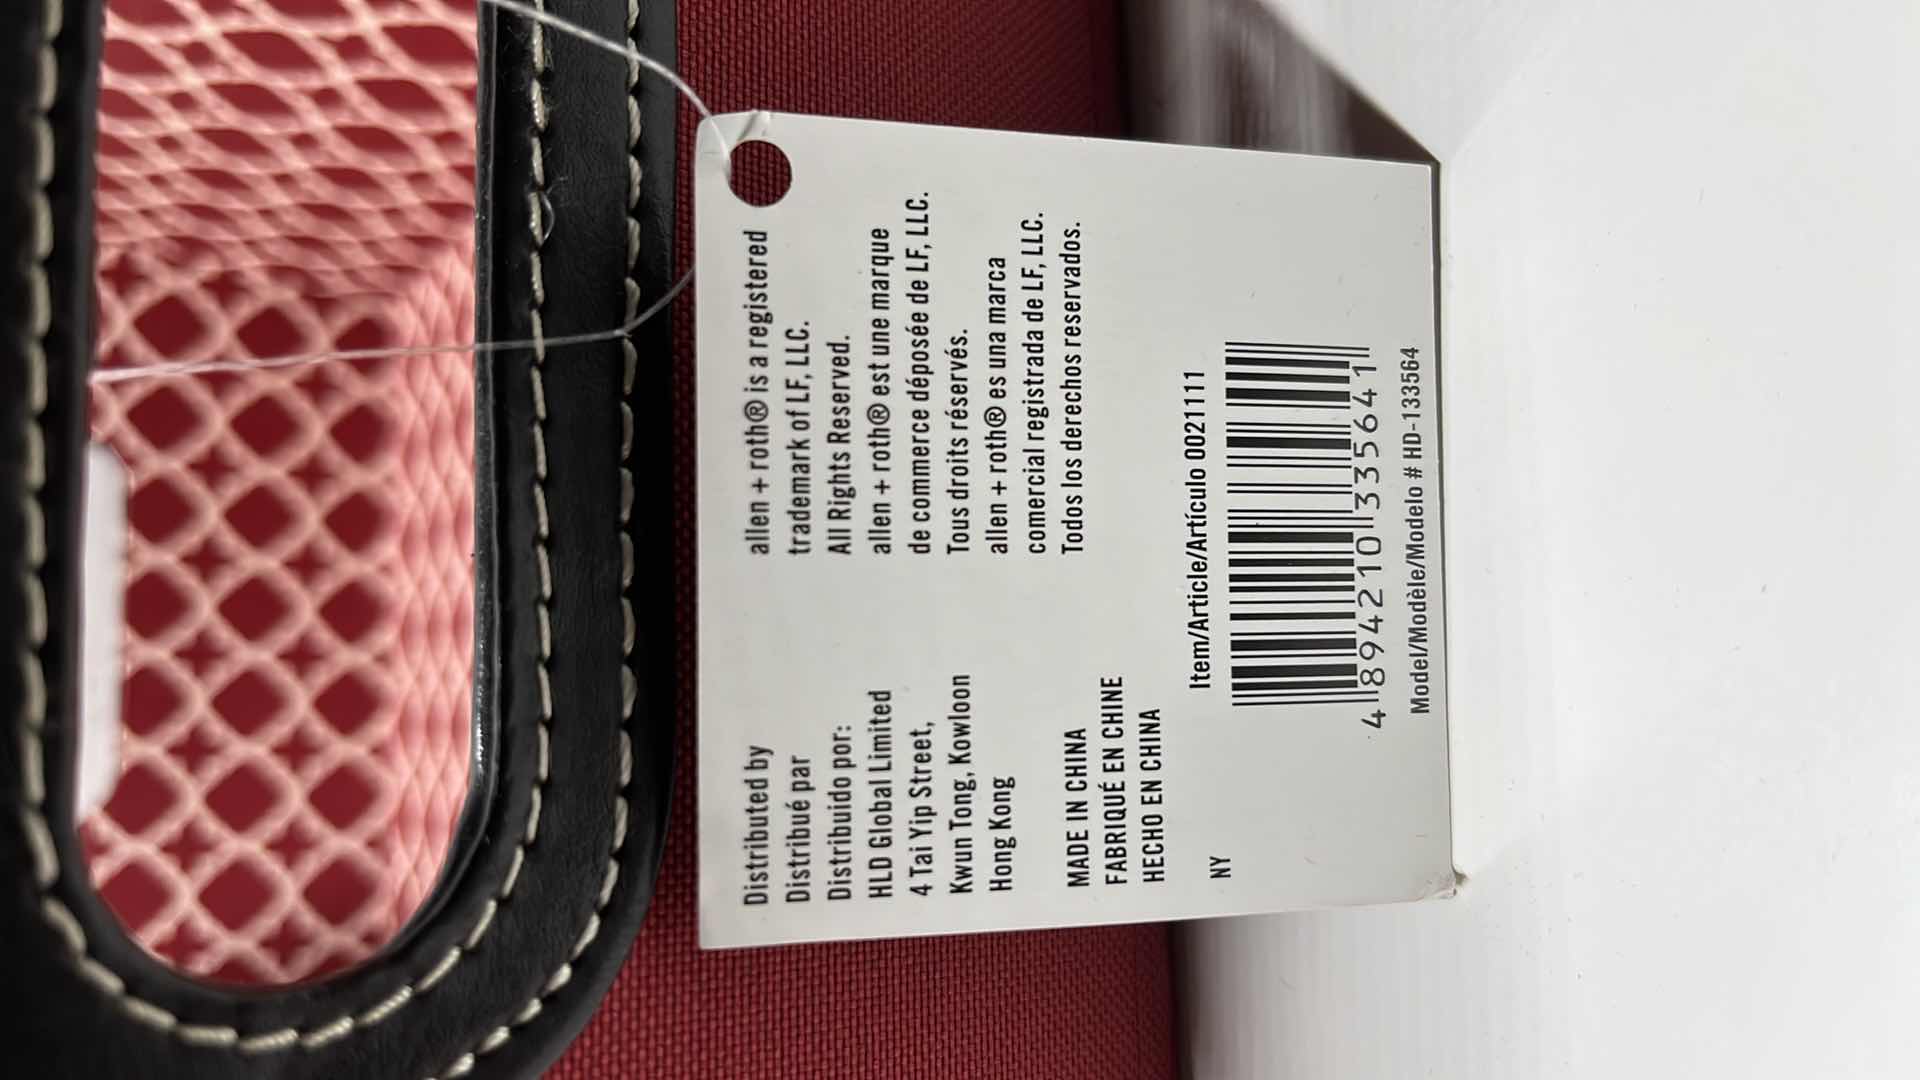 allen + roth® is a registered
trademark of LF, LLC.
All Rights Reserved.
allen + roth® est une marque
de commerce déposée de LF, LLC.
Tous droits réservés.
allen + roth® es una marca
comercial registrada de LF, LLC.
Todos los derechos reservados.
Distributed by
Distribué par
Distribuido por:
HLD Global Limited
4 Tai Yip Street,
Kwun Tong, Kowloon
Hong Kong
MADE IN CHINA
FABRIQUÉ EN CHINE
HECHO EN CHINA
NY
Item/Article/Artículo 0021111
4 894210 335641
Model/Modèle/Modelo # HD-133564